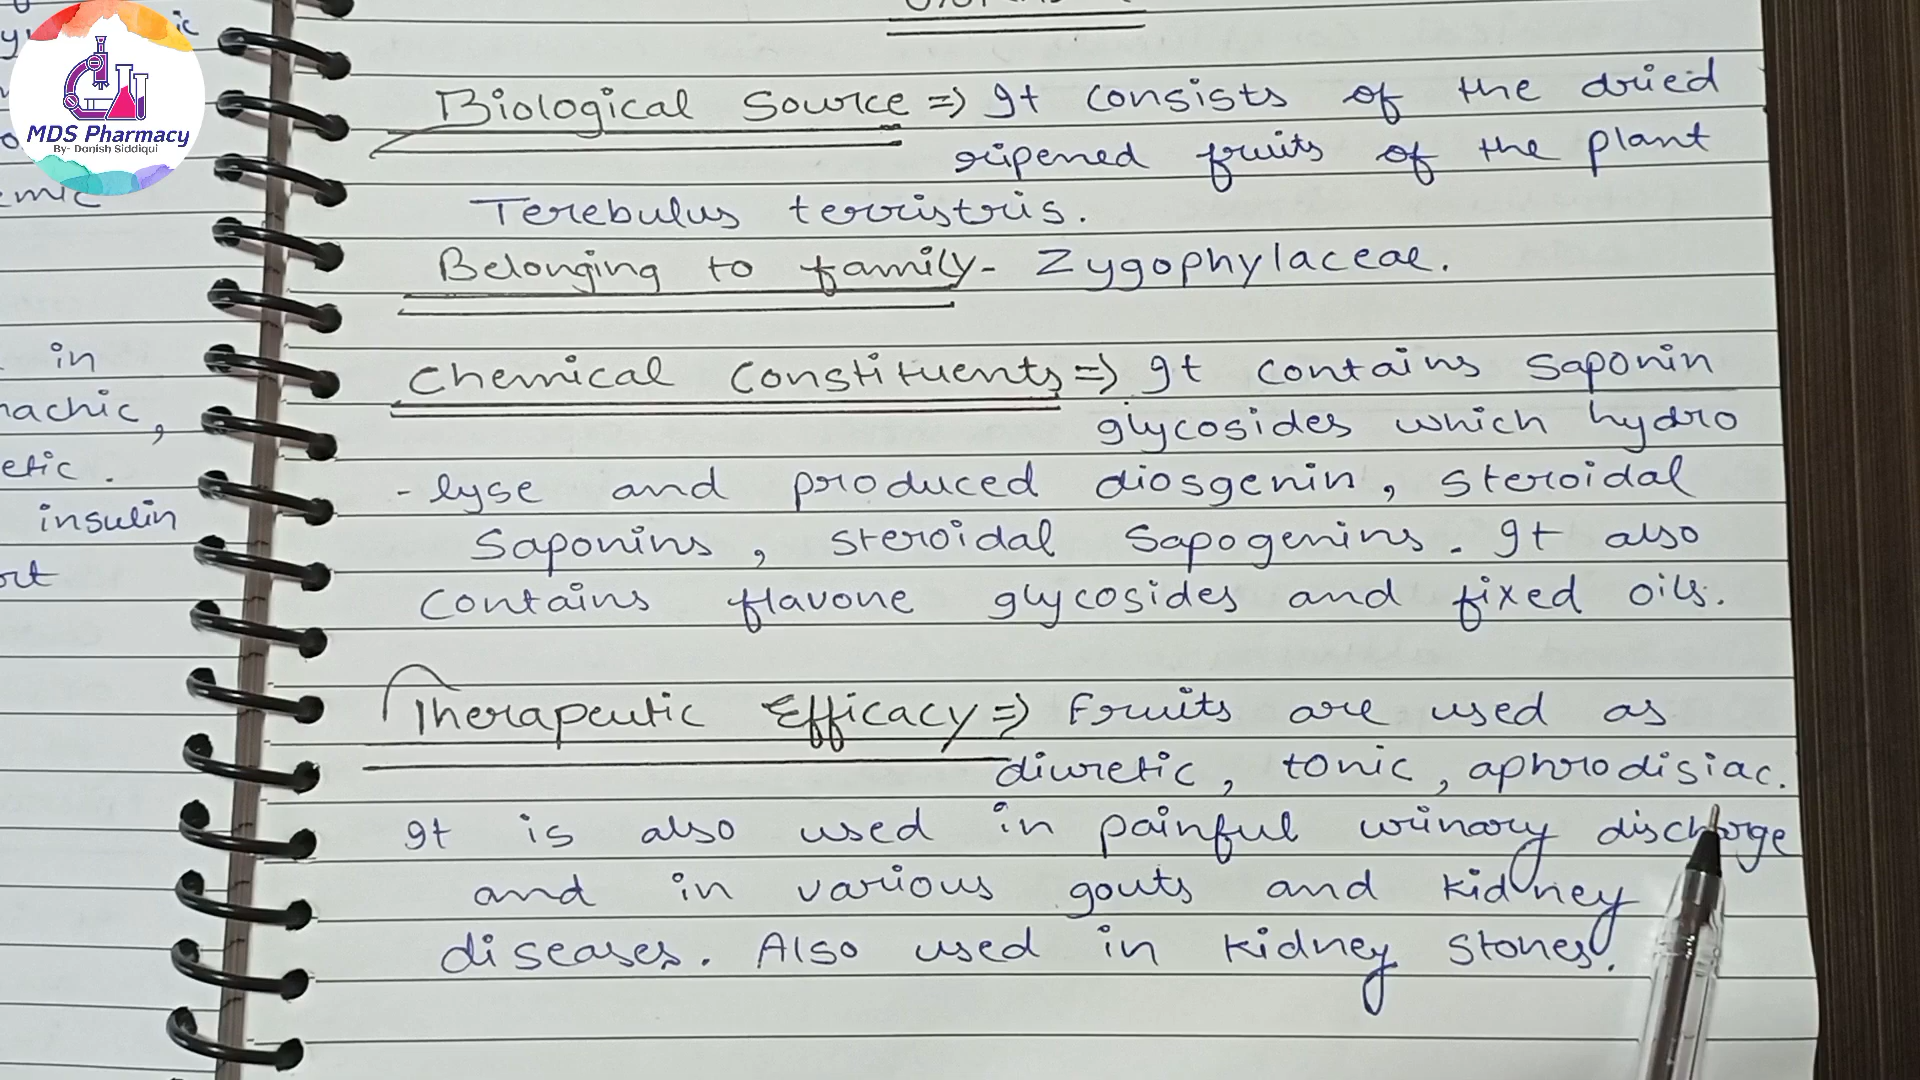 MDS Pharmacy
By- Danish Siddiqui
Biological Source => It consists of the dried
ripened fruits of the plant
Terebulus terristris.
Belonging to family- Zygophylaceae.
Chemical Constituents => It contains Saponin
glycosides which hydro
-lyse and produced diosgenin, steroidal
Saponins, steroidal Sapogenins. It also
Contains flavone glycosides and fixed oils.
Therapeutic Efficacy => Fruits are used as
diuretic, tonic, aphrodisiac.
It is also used in painful urinary discharge
and in various gouts and kidney
diseases. Also used in kidney stones.
in
insulin